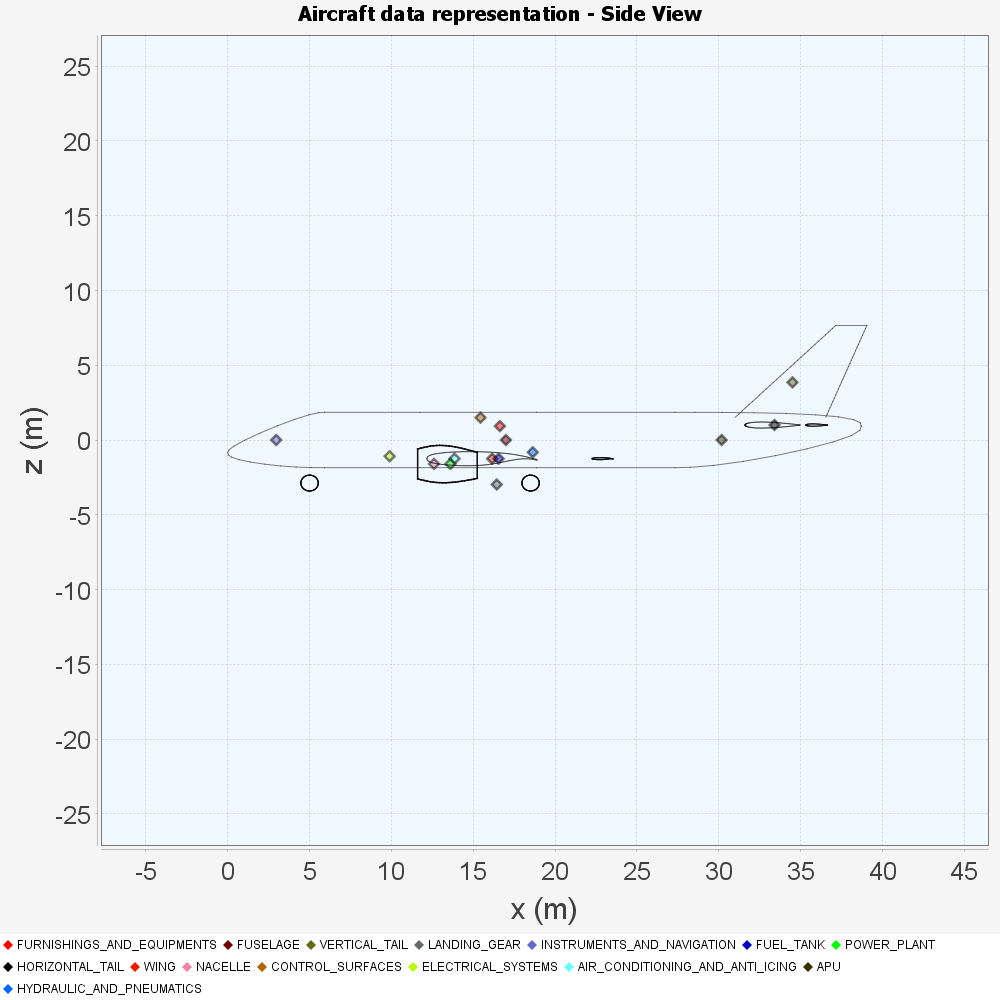 Aircraft data representation - Side View
25
20
15
10
5
0
-5
-10
-15
-20
-25
z (m)
-5 0 5 10 15 20 25 30 35 40 45
x (m)
FURNISHINGS_AND_EQUIPMENTS FUSELAGE VERTICAL_TAIL LANDING_GEAR INSTRUMENTS_AND_NAVIGATION FUEL_TANK POWER_PLANT
HORIZONTAL_TAIL WING NACELLE CONTROL_SURFACES ELECTRICAL_SYSTEMS AIR_CONDITIONING_AND_ANTI_ICING APU
HYDRAULIC_AND_PNEUMATICS